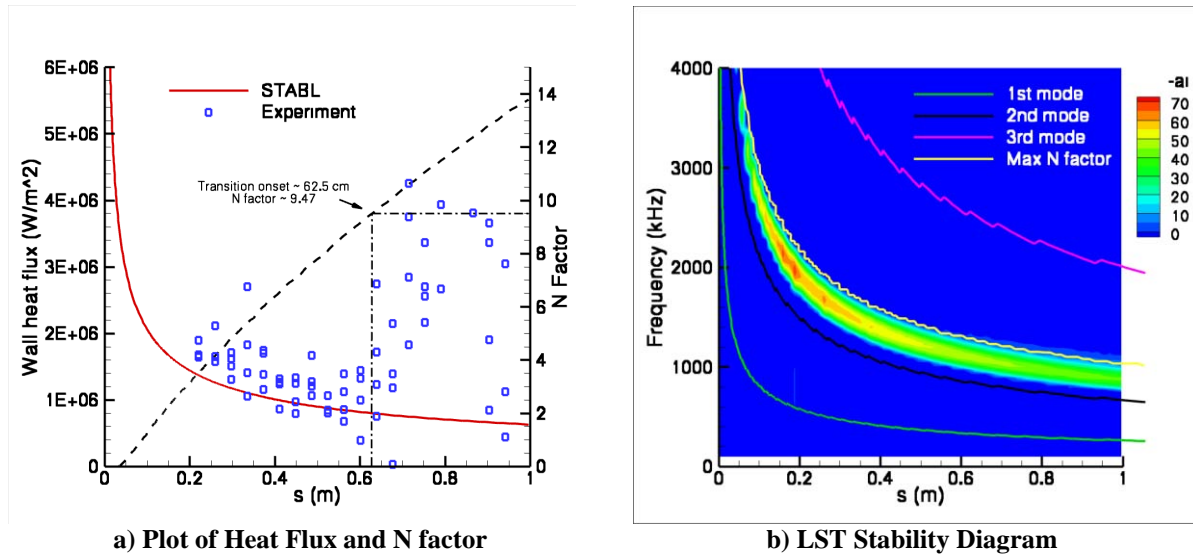 6E+06
5E+06
4E+06
3E+06
2E+06
1E+06
0
Wall heat flux (W/m^2)
STABL
Experiment
Transition onset ~ 62.5 cm
N factor ~ 9.47
14
12
10
8
6
4
2
0
N Factor
0 0.2 0.4 0.6 0.8 1
s (m)
a) Plot of Heat Flux and N factor
4000
3000
2000
1000
0
Frequency (kHz)
1st mode
2nd mode
3rd mode
Max N factor
-ai
70
60
50
40
30
20
10
0
0 0.2 0.4 0.6 0.8 1
s (m)
b) LST Stability Diagram